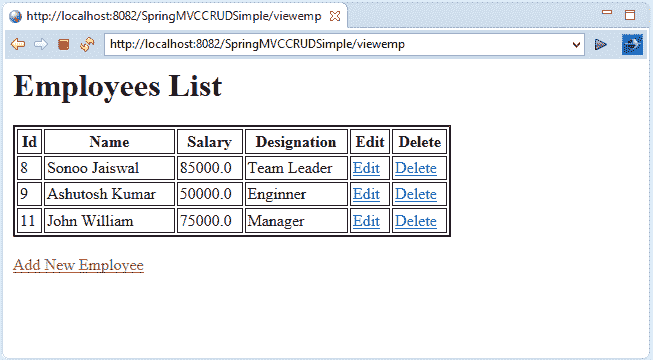 http://localhost:8082/SpringMVCCRUDSimple/viewemp
http://localhost:8082/SpringMVCCRUDSimple/viewemp
Employees List
Id Name Salary Designation Edit Delete
8 Sonoo Jaiswal 85000.0 Team Leader Edit Delete
9 Ashutosh Kumar 50000.0 Enginner Edit Delete
11 John William 75000.0 Manager Edit Delete
Add New Employee